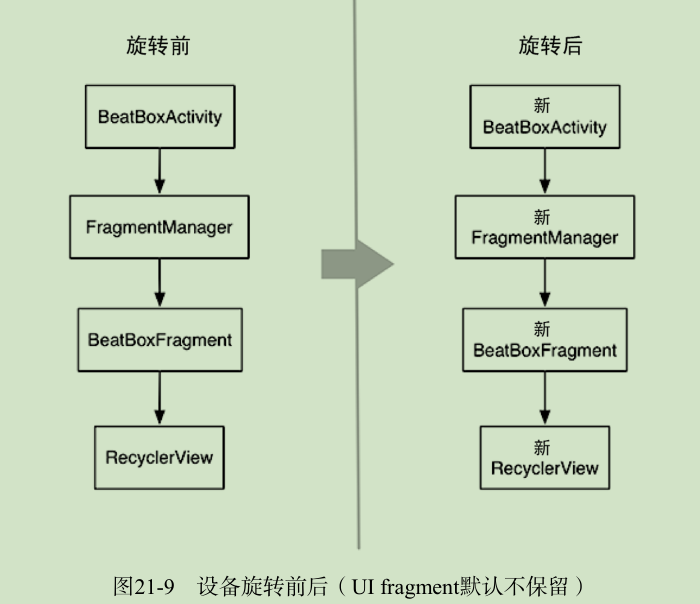 旋转前
BeatBoxActivity
FragmentManager
BeatBoxFragment
RecyclerView
旋转后
新
BeatBoxActivity
新
FragmentManager
新
BeatBoxFragment
新
RecyclerView
图21-9 设备旋转前后（UI fragment默认不保留）